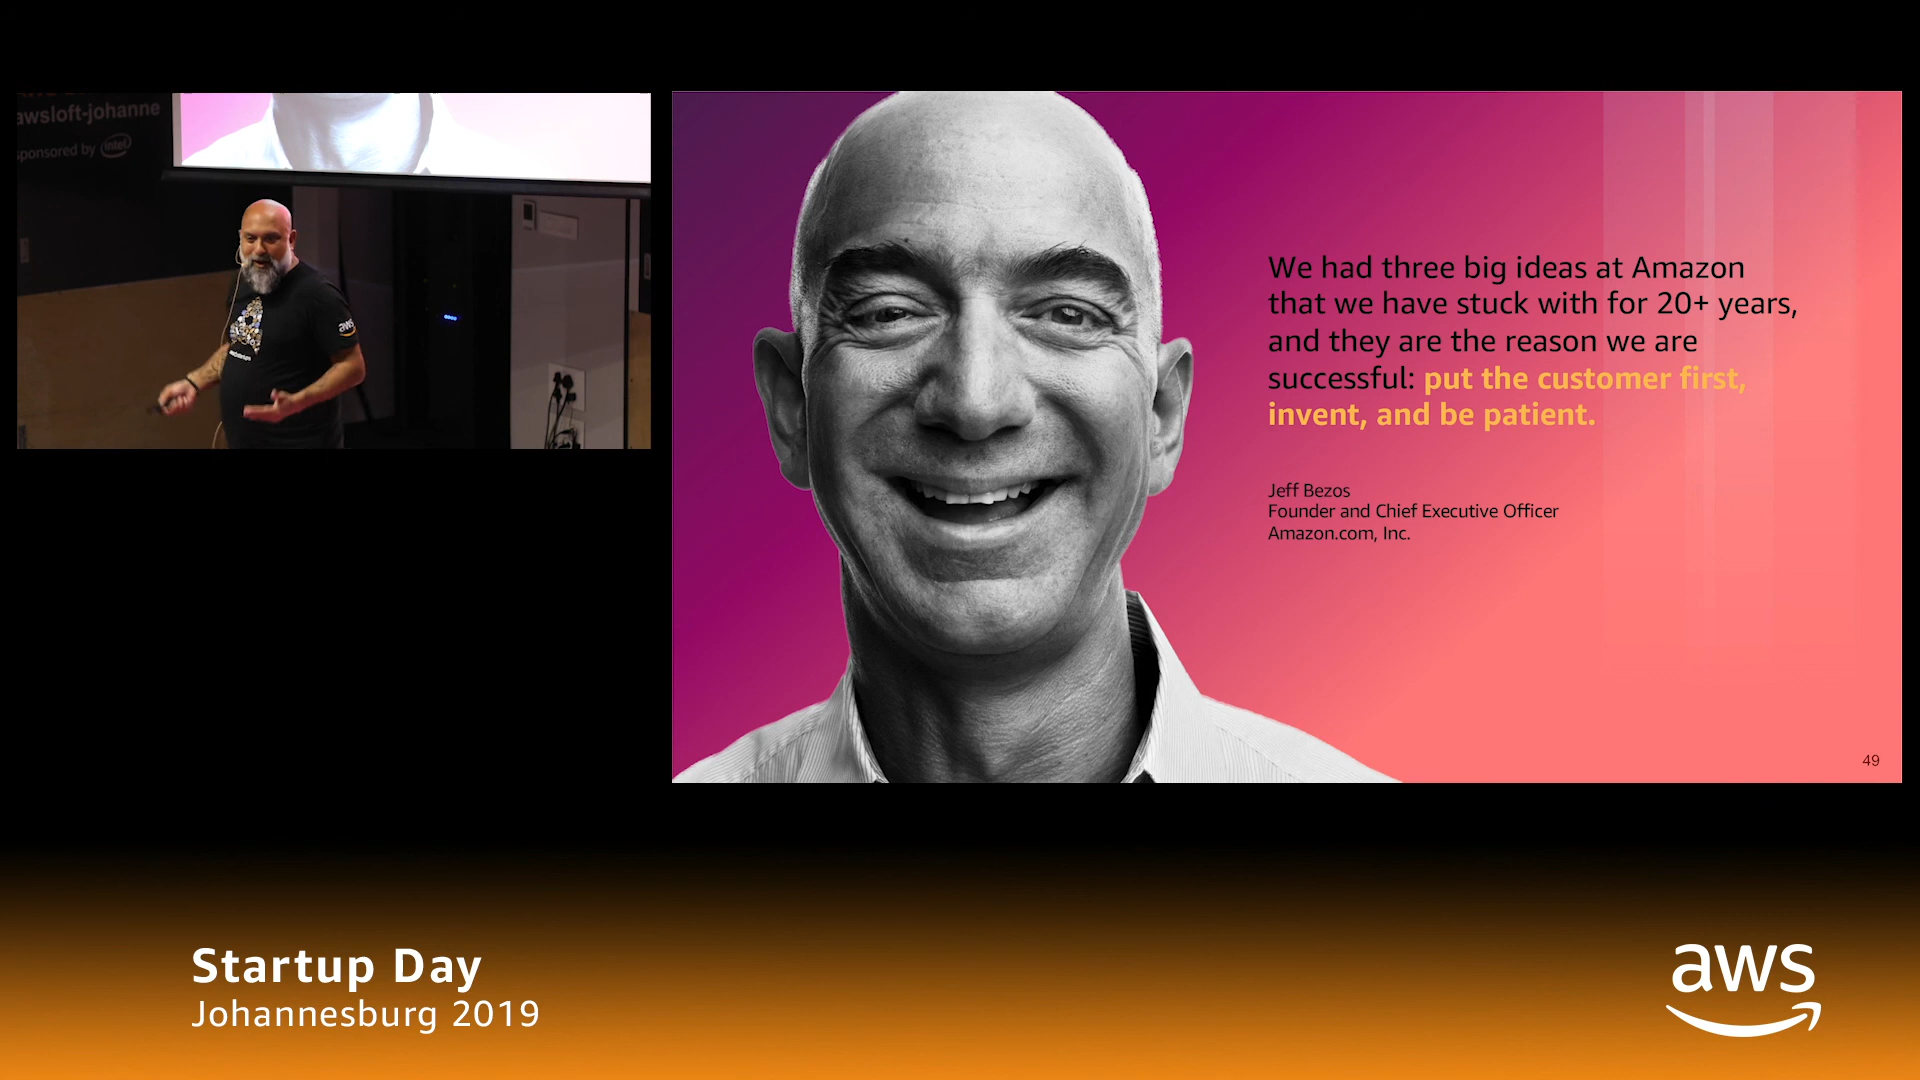 awsloft-johanne
sponsored by intel
aws
We had three big ideas at Amazon
that we have stuck with for 20+ years,
and they are the reason we are
successful: put the customer first,
invent, and be patient.
Jeff Bezos
Founder and Chief Executive Officer
Amazon.com, Inc.
49
Startup Day
Johannesburg 2019
aws